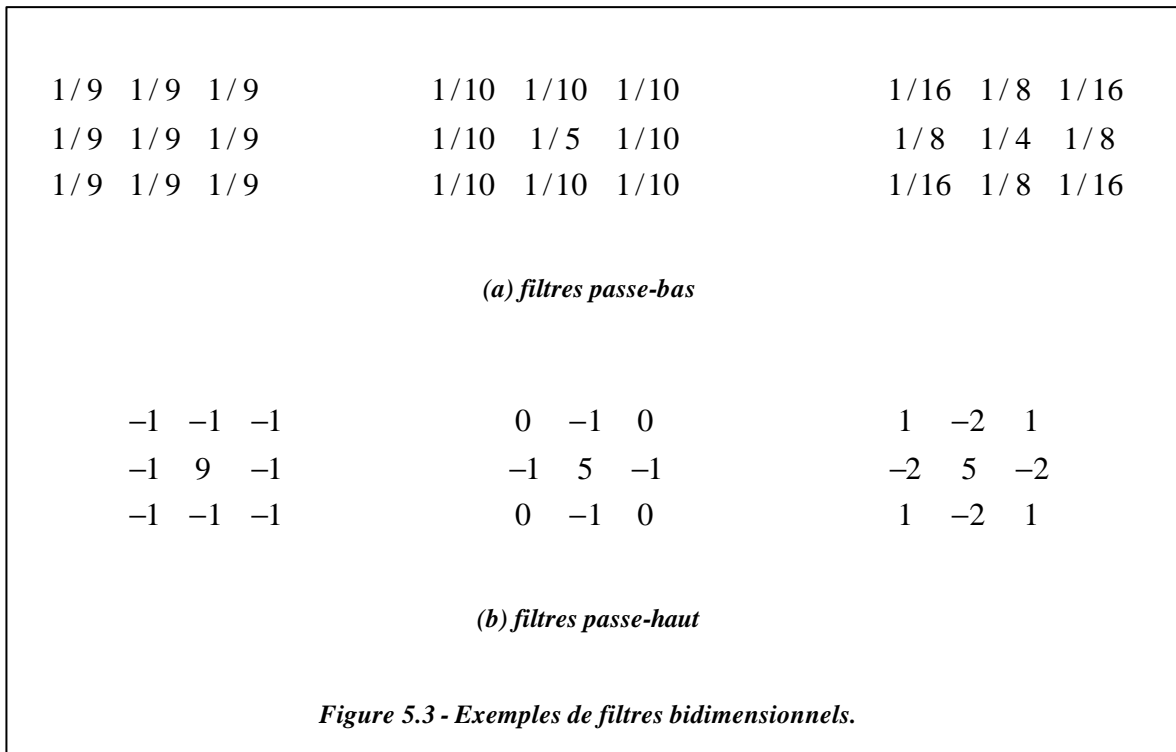 1/9 1/9 1/9 1/10 1/10 1/10 1/16 1/8 1/16
1/9 1/9 1/9 1/10 1/5 1/10 1/8 1/4 1/8
1/9 1/9 1/9 1/10 1/10 1/10 1/16 1/8 1/16
(a) filtres passe-bas
−1 −1 −1 0 −1 0 1 −2 1
−1 9 −1 −1 5 −1 −2 5 −2
−1 −1 −1 0 −1 0 1 −2 1
(b) filtres passe-haut
Figure 5.3 - Exemples de filtres bidimensionnels.